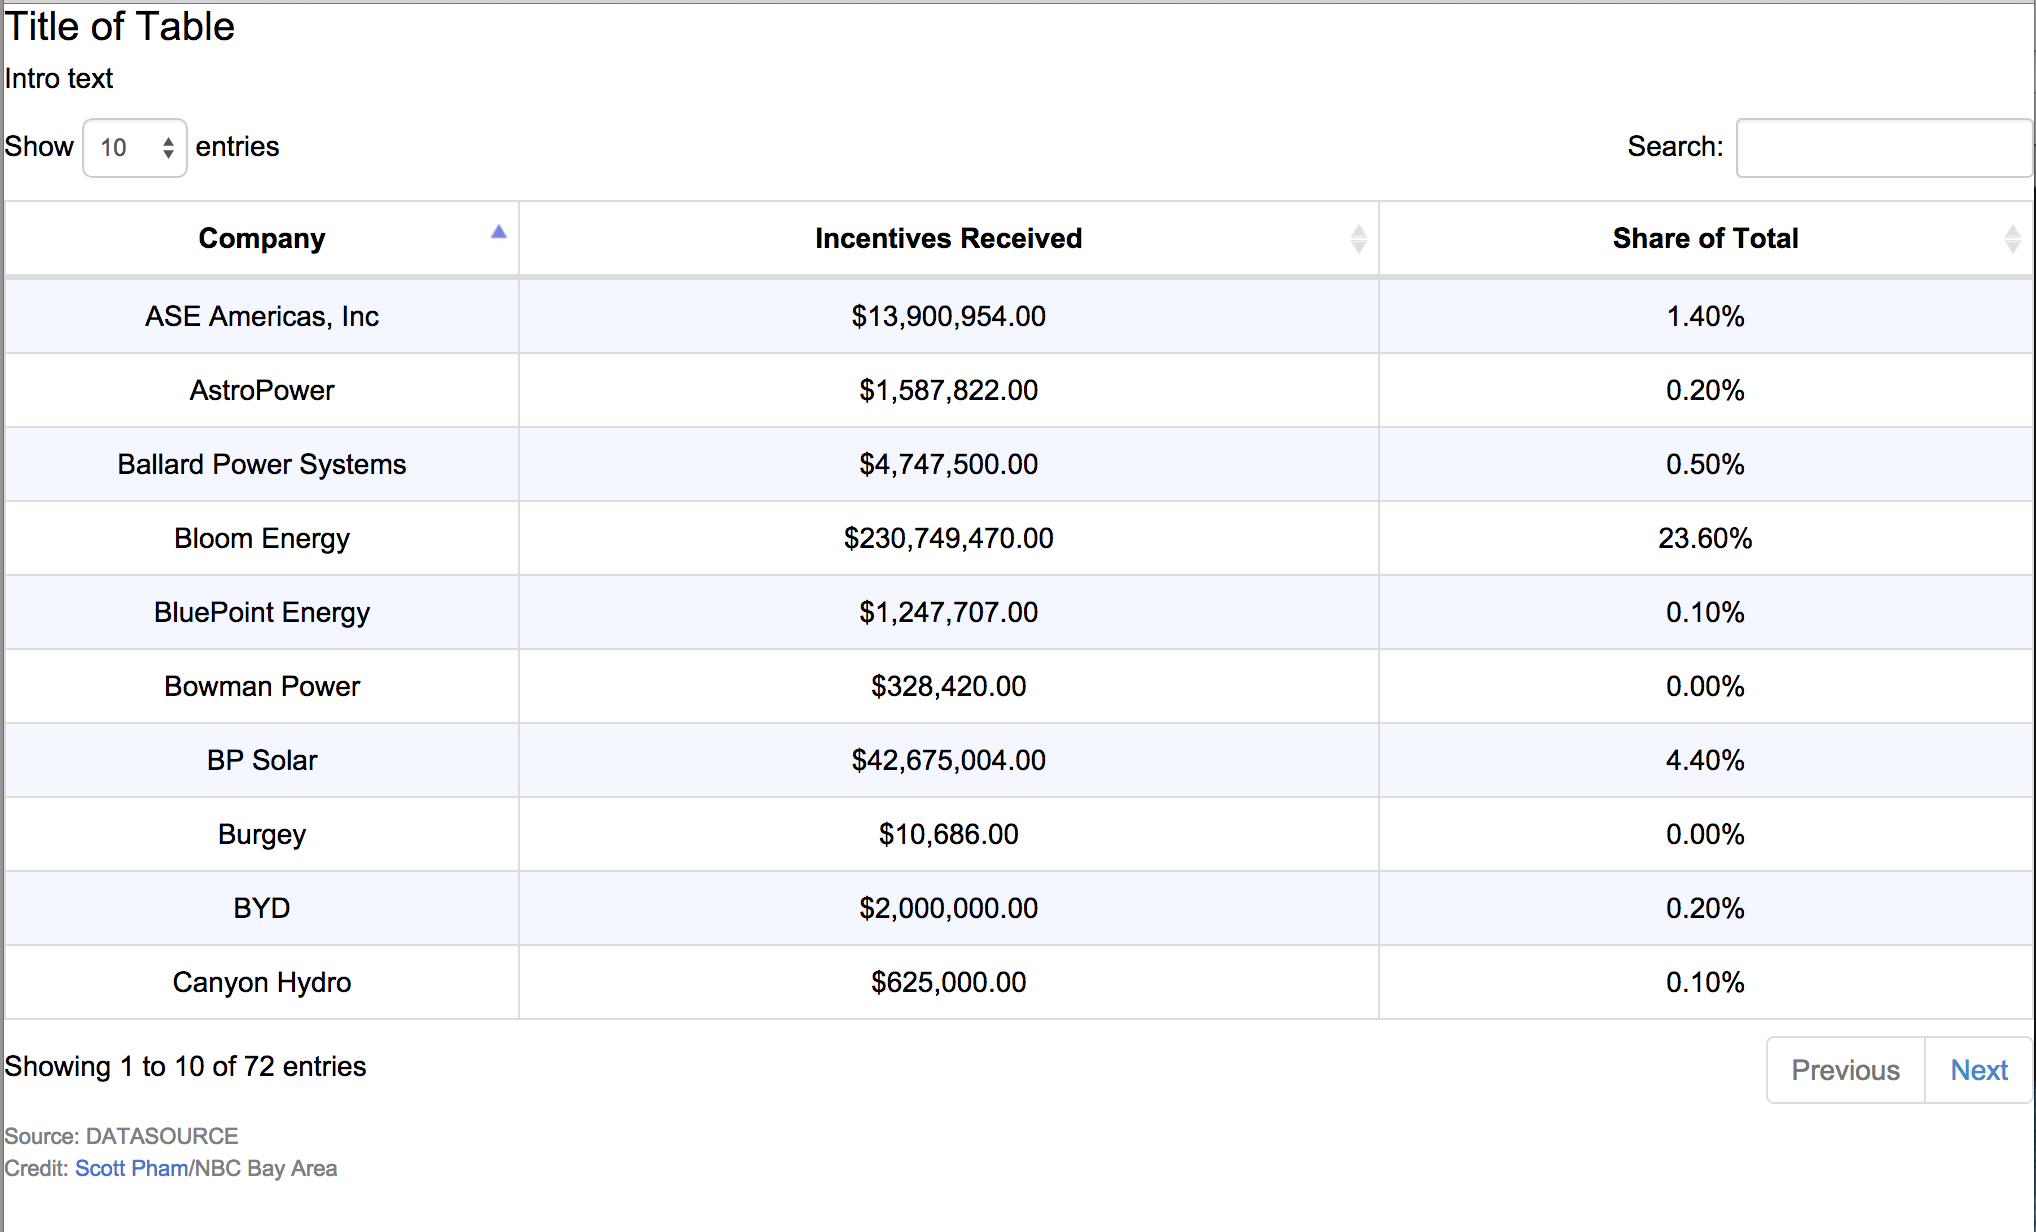 Title of Table
Intro text
Show 10 entries Search:
Company Incentives Received Share of Total
ASE Americas, Inc $13,900,954.00 1.40%
AstroPower $1,587,822.00 0.20%
Ballard Power Systems $4,747,500.00 0.50%
Bloom Energy $230,749,470.00 23.60%
BluePoint Energy $1,247,707.00 0.10%
Bowman Power $328,420.00 0.00%
BP Solar $42,675,004.00 4.40%
Burgey $10,686.00 0.00%
BYD $2,000,000.00 0.20%
Canyon Hydro $625,000.00 0.10%
Showing 1 to 10 of 72 entries Previous Next
Source: DATASOURCE
Credit: Scott Pham/NBC Bay Area